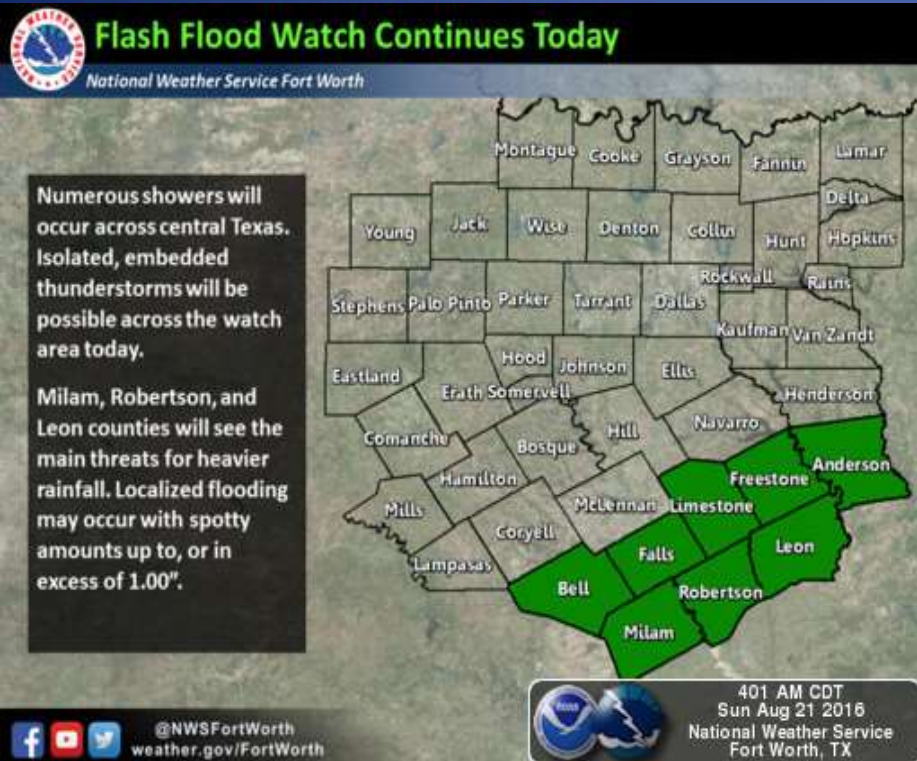 NATIONAL WEATHER SERVICE
Flash Flood Watch Continues Today
National Weather Service Fort Worth
Numerous showers will
occur across central Texas.
Isolated, embedded
thunderstorms will be
possible across the watch
area today.
Milam, Robertson, and
Leon counties will see the
main threats for heavier
rainfall. Localized flooding
may occur with spotty
amounts up to, or in
excess of 1.00”.
Montague Cooke Grayson Fannin Lamar
Delta
Young Jack Wise Denton Collin Hunt Hopkins
Rockwall Rains
Stephens Palo Pinto Parker Tarrant Dallas
Kaufman Van Zandt
Eastland Hood Johnson Ellis
Erath Somervell Henderson
Comanche Bosque Hill Navarro
Hamilton Freestone Anderson
Mills McLennan Limestone
Coryell
Lampasas Falls Leon
Bell Robertson
Milam
@NWSFortWorth
weather.gov/FortWorth
401 AM CDT
Sun Aug 21 2016
National Weather Service
Fort Worth, TX